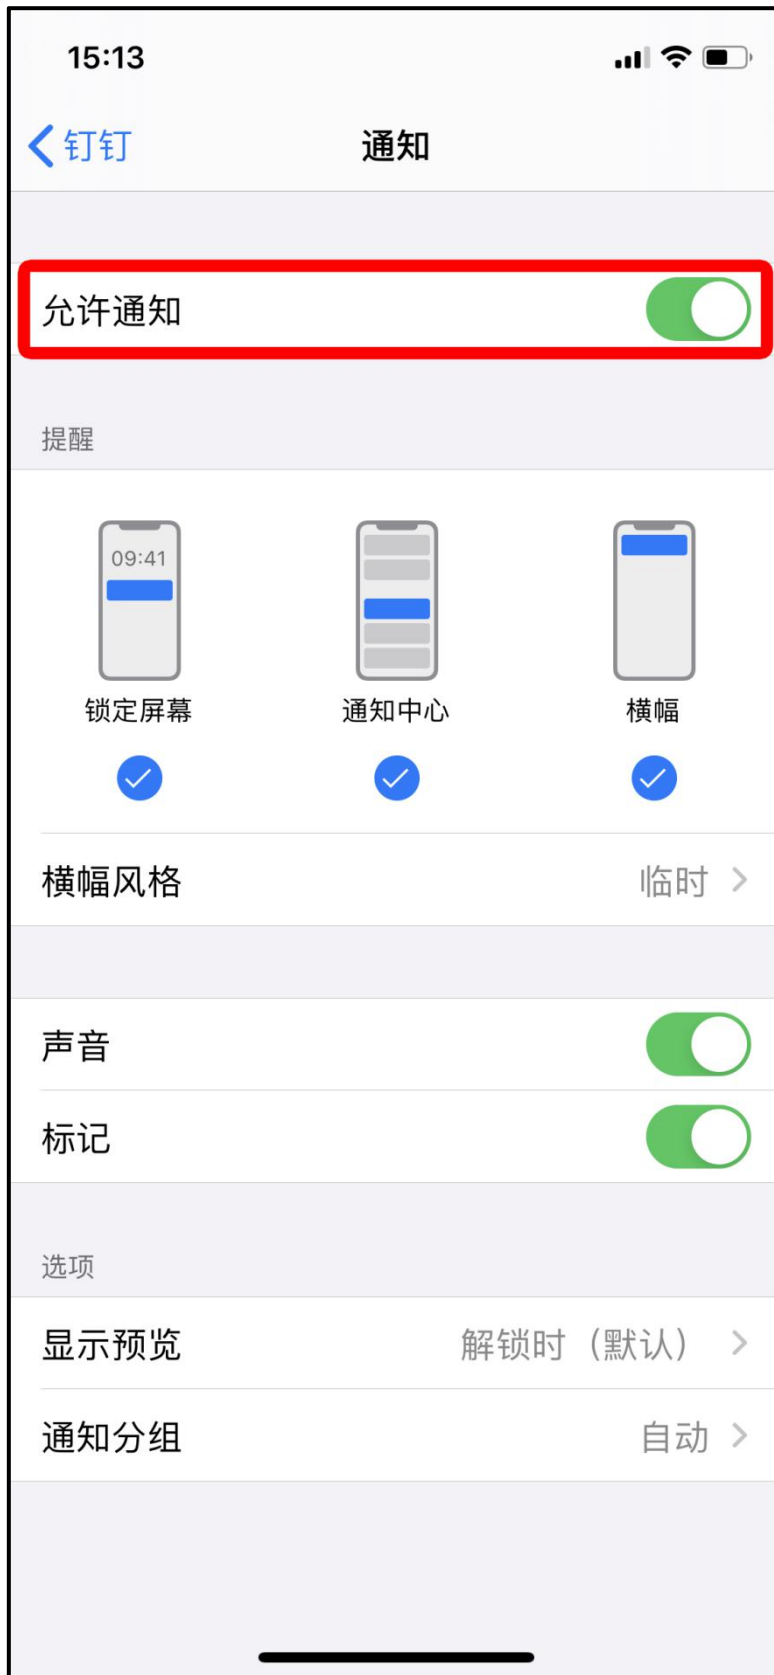 15:13
钉钉 通知
允许通知
提醒
09:41
锁定屏幕 通知中心 横幅
横幅风格 临时
声音
标记
选项
显示预览 解锁时（默认）
通知分组 自动